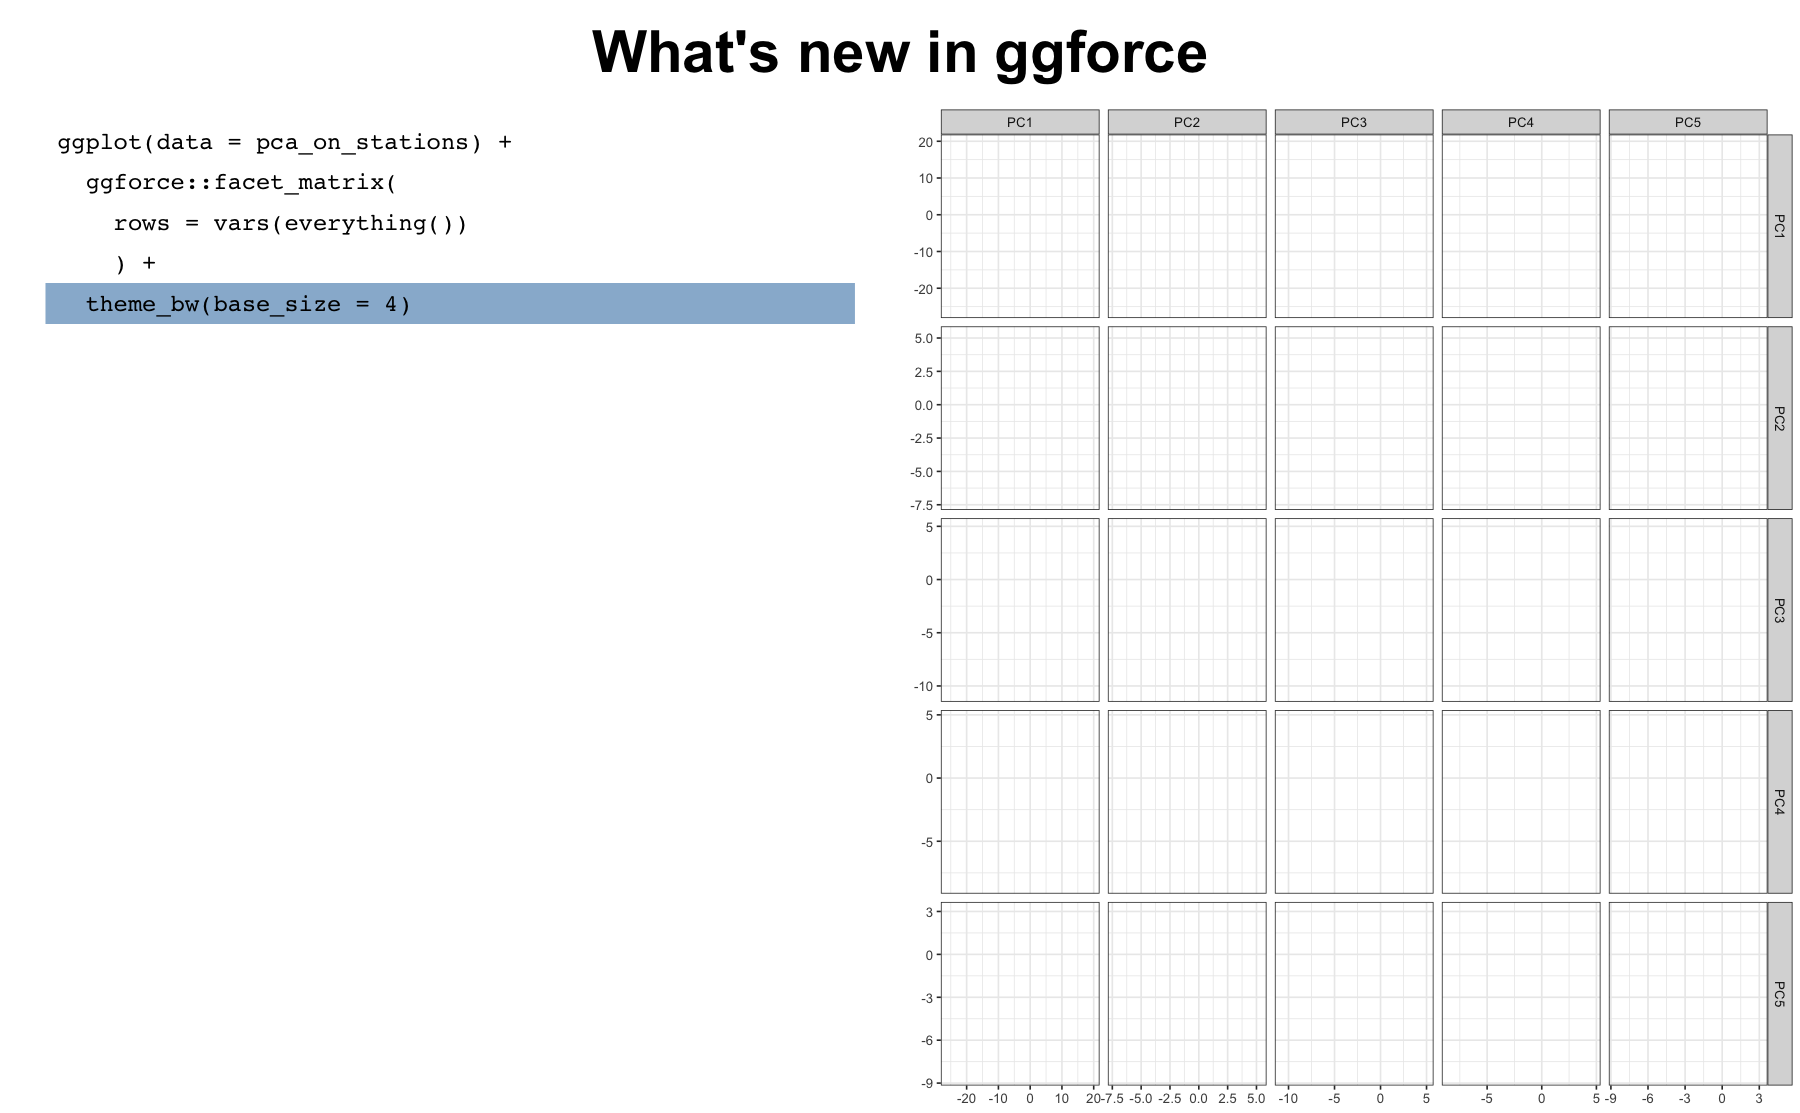 What's new in ggforce
ggplot(data = pca_on_stations) +
ggforce::facet_matrix(
rows = vars(everything())
) +
theme_bw(base_size = 4)
PC1 PC2 PC3 PC4 PC5
20
10
0
-10
-20
PC1
5.0
2.5
0.0
-2.5
-5.0
-7.5
PC2
5
0
-5
-10
PC3
5
0
-5
PC4
3
0
-3
-6
-9
PC5
-20 -10 0 10 20 -7.5 -5.0 -2.5 0.0 2.5 5.0 -10 -5 0 5 -5 0 5 -9 -6 -3 0 3